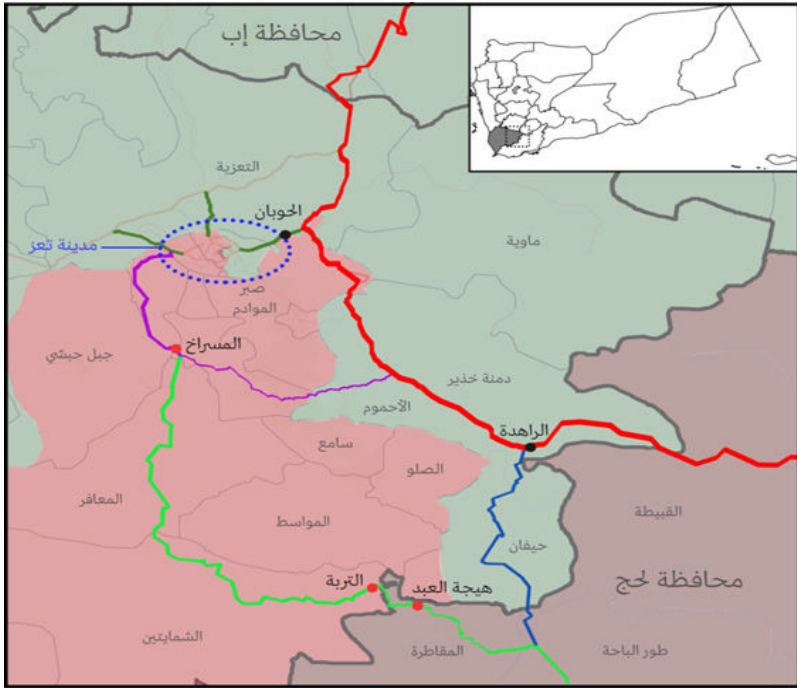 محافظة إب
التعزية
الحوبان
مدينة تعز
ماوية
صبر
الموادم
المسراخ
جبل حبشي
دمنة خذير
الأحموم
الراهدة
سامع
الصلو
المعافر
القبيطة
المواسط
حيفان
التربة
هيجة العبد
محافظة لحج
الشمايتين
المقاطرة
طور الباحة